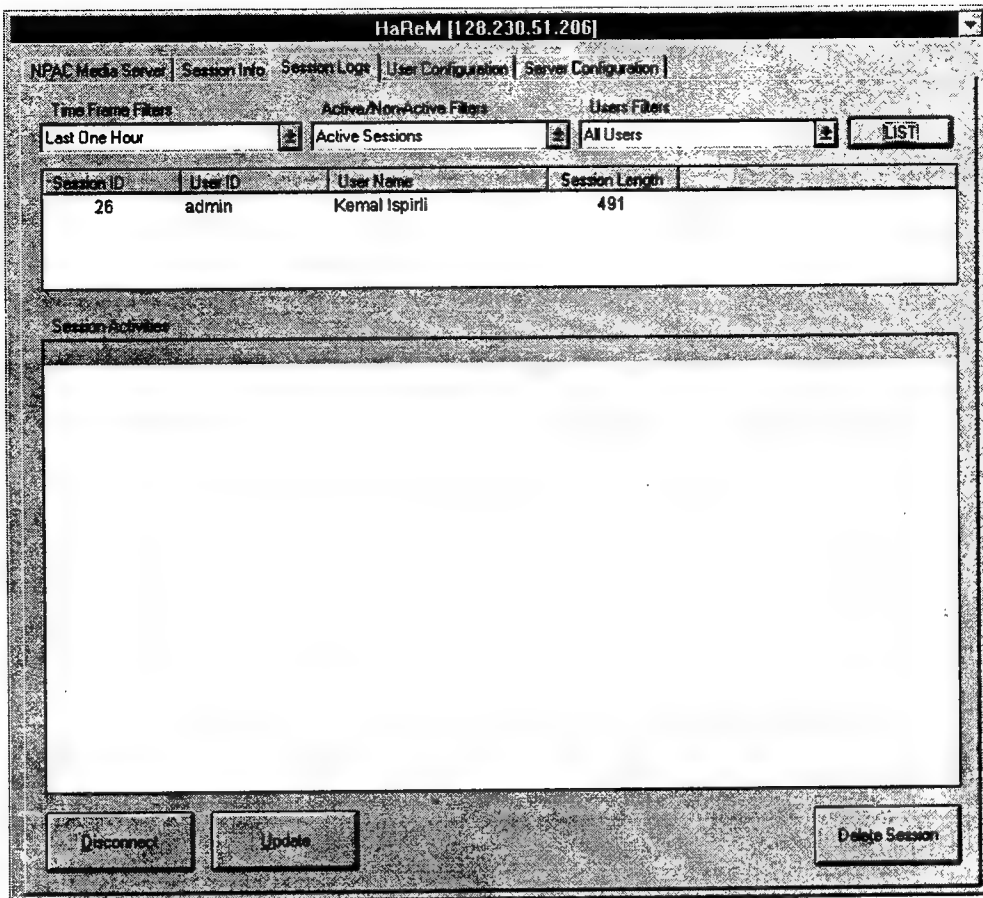 HaReM [128.230.51.206]
NPAC Media Server Session Info Session Logs User Configuration Server Configuration
Time Frame Filters Active/Non-Active Filters Users Filters
Last One Hour Active Sessions All Users LIST
Session ID User ID User Name Session Length
26 admin Kemal Ispirli 491
Session Activities
Disconnect Update Delete Session